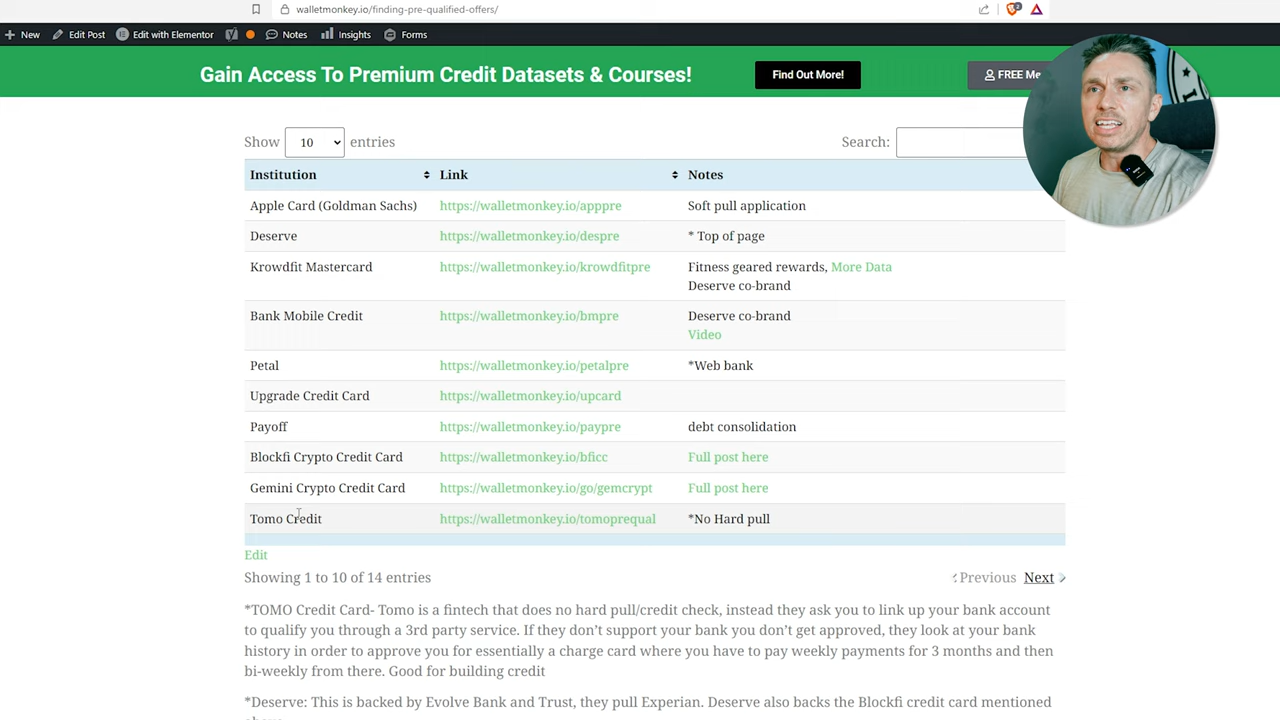 walletmonkey.io/finding-pre-qualified-offers/
New Edit Post Edit with Elementor Notes Insights Forms
Gain Access To Premium Credit Datasets & Courses! Find Out More! FREE Me
Show 10 entries Search:
Institution Link Notes
Apple Card (Goldman Sachs) https://walletmonkey.io/apppre Soft pull application
Deserve https://walletmonkey.io/despre * Top of page
Krowdfit Mastercard https://walletmonkey.io/krowdfitpre Fitness geared rewards, More Data
Deserve co-brand
Bank Mobile Credit https://walletmonkey.io/bmpre Deserve co-brand
Video
Petal https://walletmonkey.io/petalpre *Web bank
Upgrade Credit Card https://walletmonkey.io/upcard
Payoff https://walletmonkey.io/paypre debt consolidation
Blockfi Crypto Credit Card https://walletmonkey.io/bficc Full post here
Gemini Crypto Credit Card https://walletmonkey.io/go/gemcrypt Full post here
Tomo Credit https://walletmonkey.io/tomoprequal *No Hard pull
Edit
Showing 1 to 10 of 14 entries Previous Next
*TOMO Credit Card- Tomo is a fintech that does no hard pull/credit check, instead they ask you to link up your bank account
to qualify you through a 3rd party service. If they don't support your bank you don't get approved, they look at your bank
history in order to approve you for essentially a charge card where you have to pay weekly payments for 3 months and then
bi-weekly from there. Good for building credit
*Deserve: This is backed by Evolve Bank and Trust, they pull Experian. Deserve also backs the Blockfi credit card mentioned